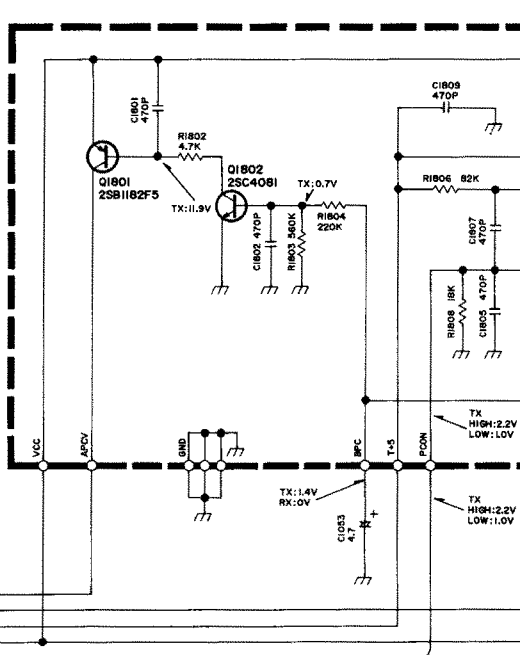 C1809
470P
C1801
470P
R1802
4.7K
Q1801
2SB1182F5
Q1802
2SC4081
TX:11.9V
TX:0.7V
R1804
220K
C1802 470P
R1803 560K
R1806 82K
C1807
470P
R1808 18K
C1805 470P
VCC
APCV
GND
BPC
T+5
PCON
TX
HIGH:2.2V
LOW:1.0V
TX:1.4V
RX:0V
C1053
4.7
+
TX
HIGH:2.2V
LOW:1.0V